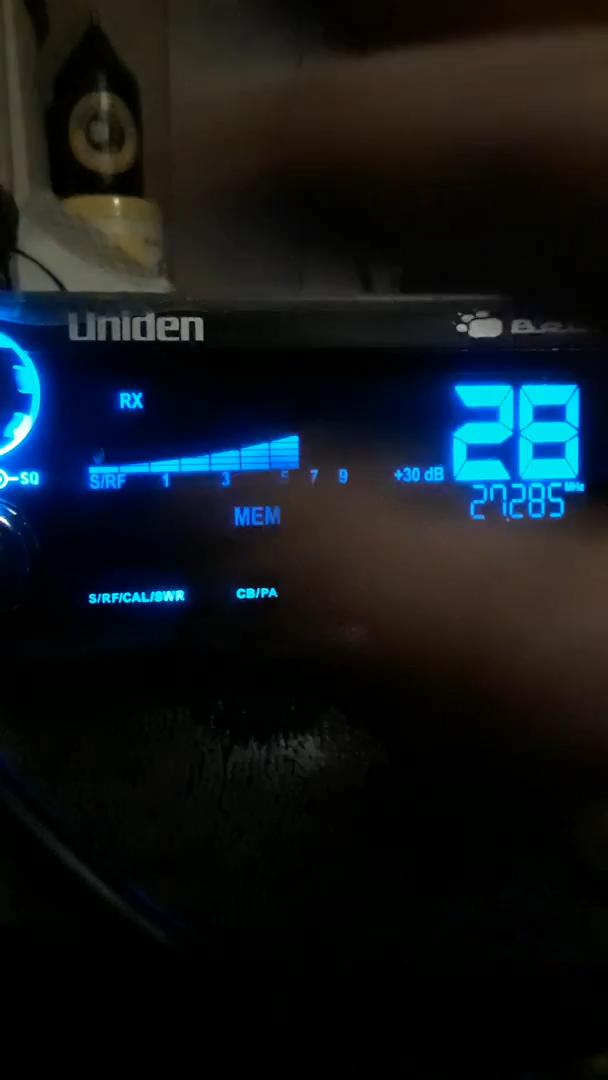 Uniden
RX
28
SQ
S/RF 1 3 5 7 9 +30 dB
27.285 MHz
MEM
S/RF/CAL/SWR CB/PA